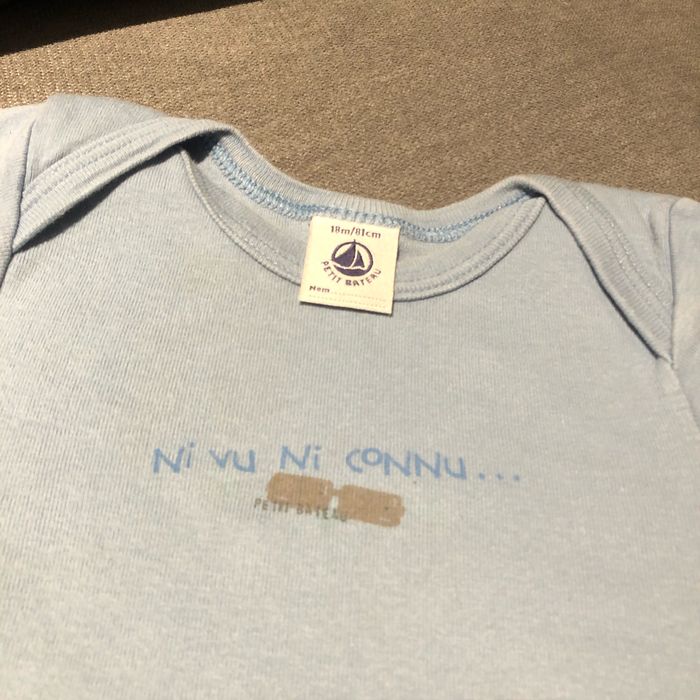 18m/81cm
PETIT BATEAU
Nom
Ni VU Ni CONNU...
PETIT BATEAU